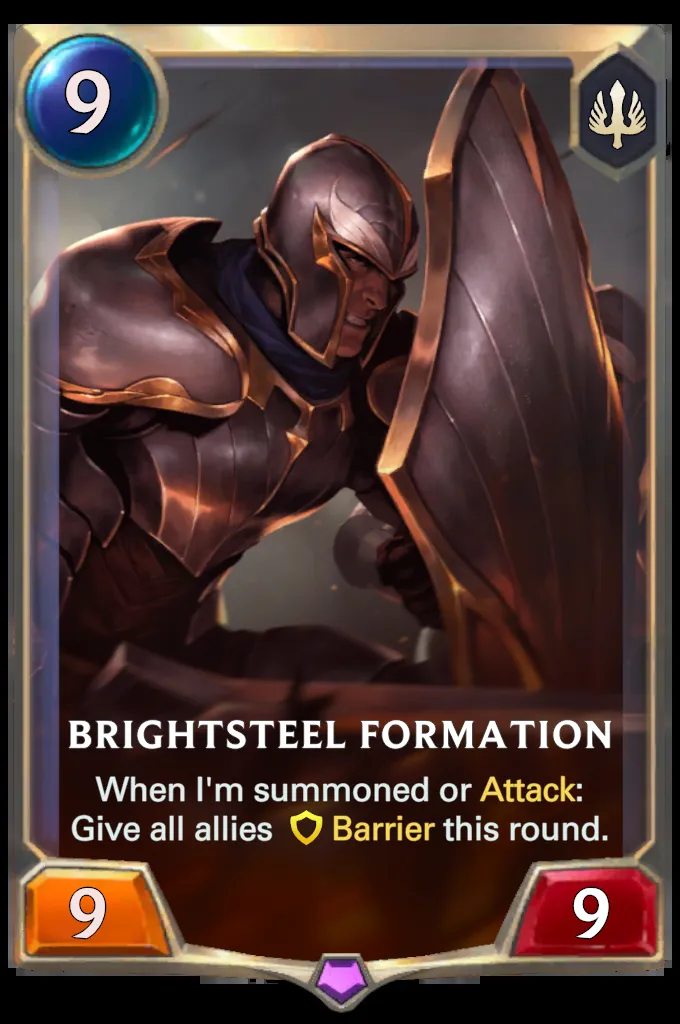 9
BRIGHTSTEEL FORMATION
When I'm summoned or Attack:
Give all allies Barrier this round.
9
9